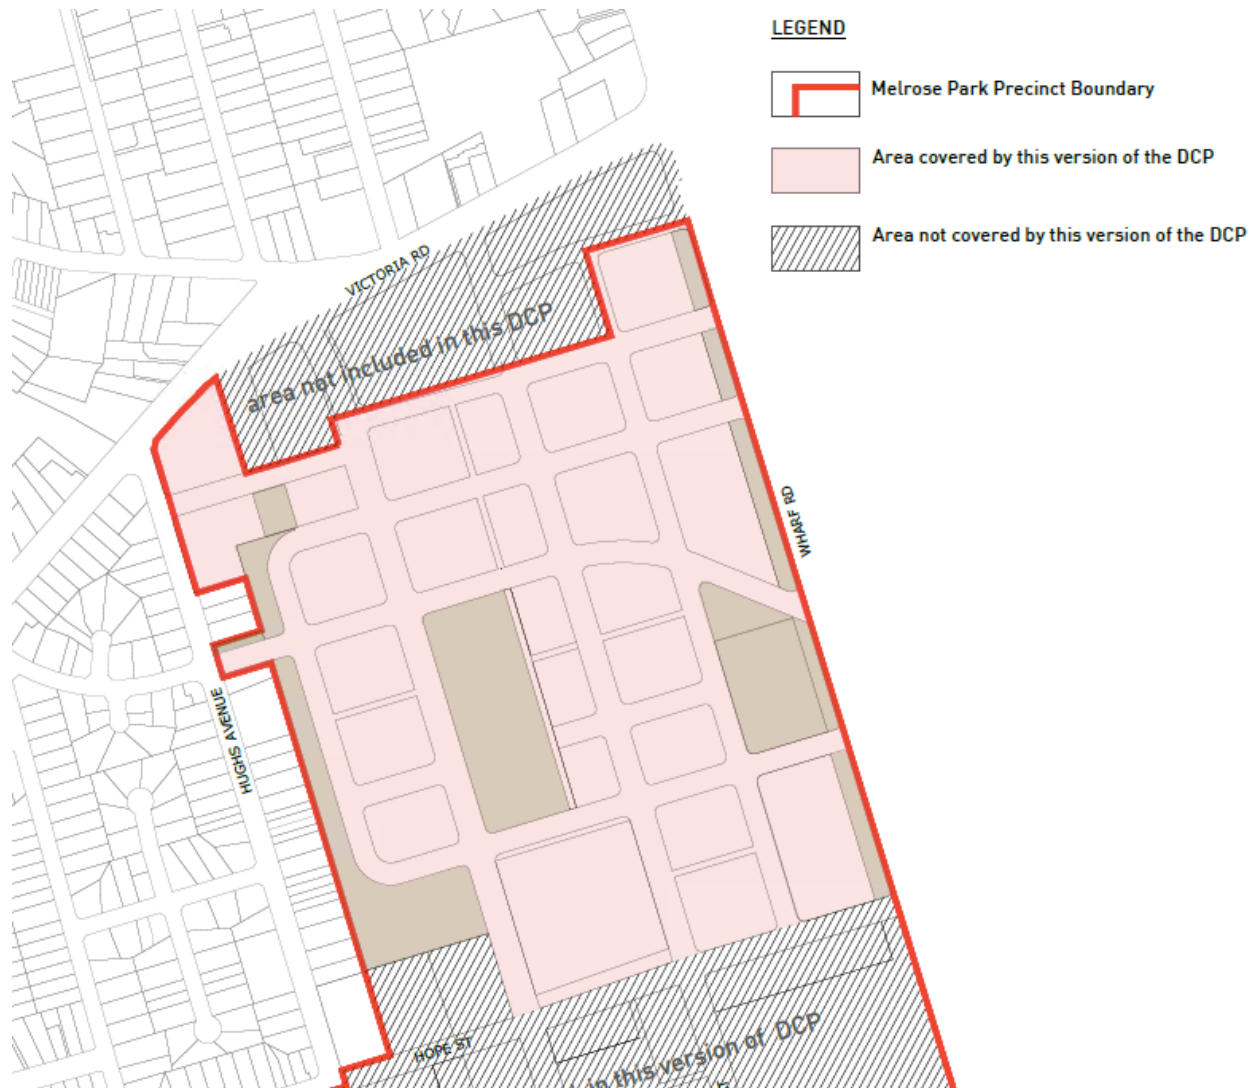 LEGEND
Melrose Park Precinct Boundary
Area covered by this version of the DCP
Area not covered by this version of the DCP
VICTORIA RD
area not included in this DCP
WHARF RD
HUGHS AVENUE
HOPE ST
in this version of DCP